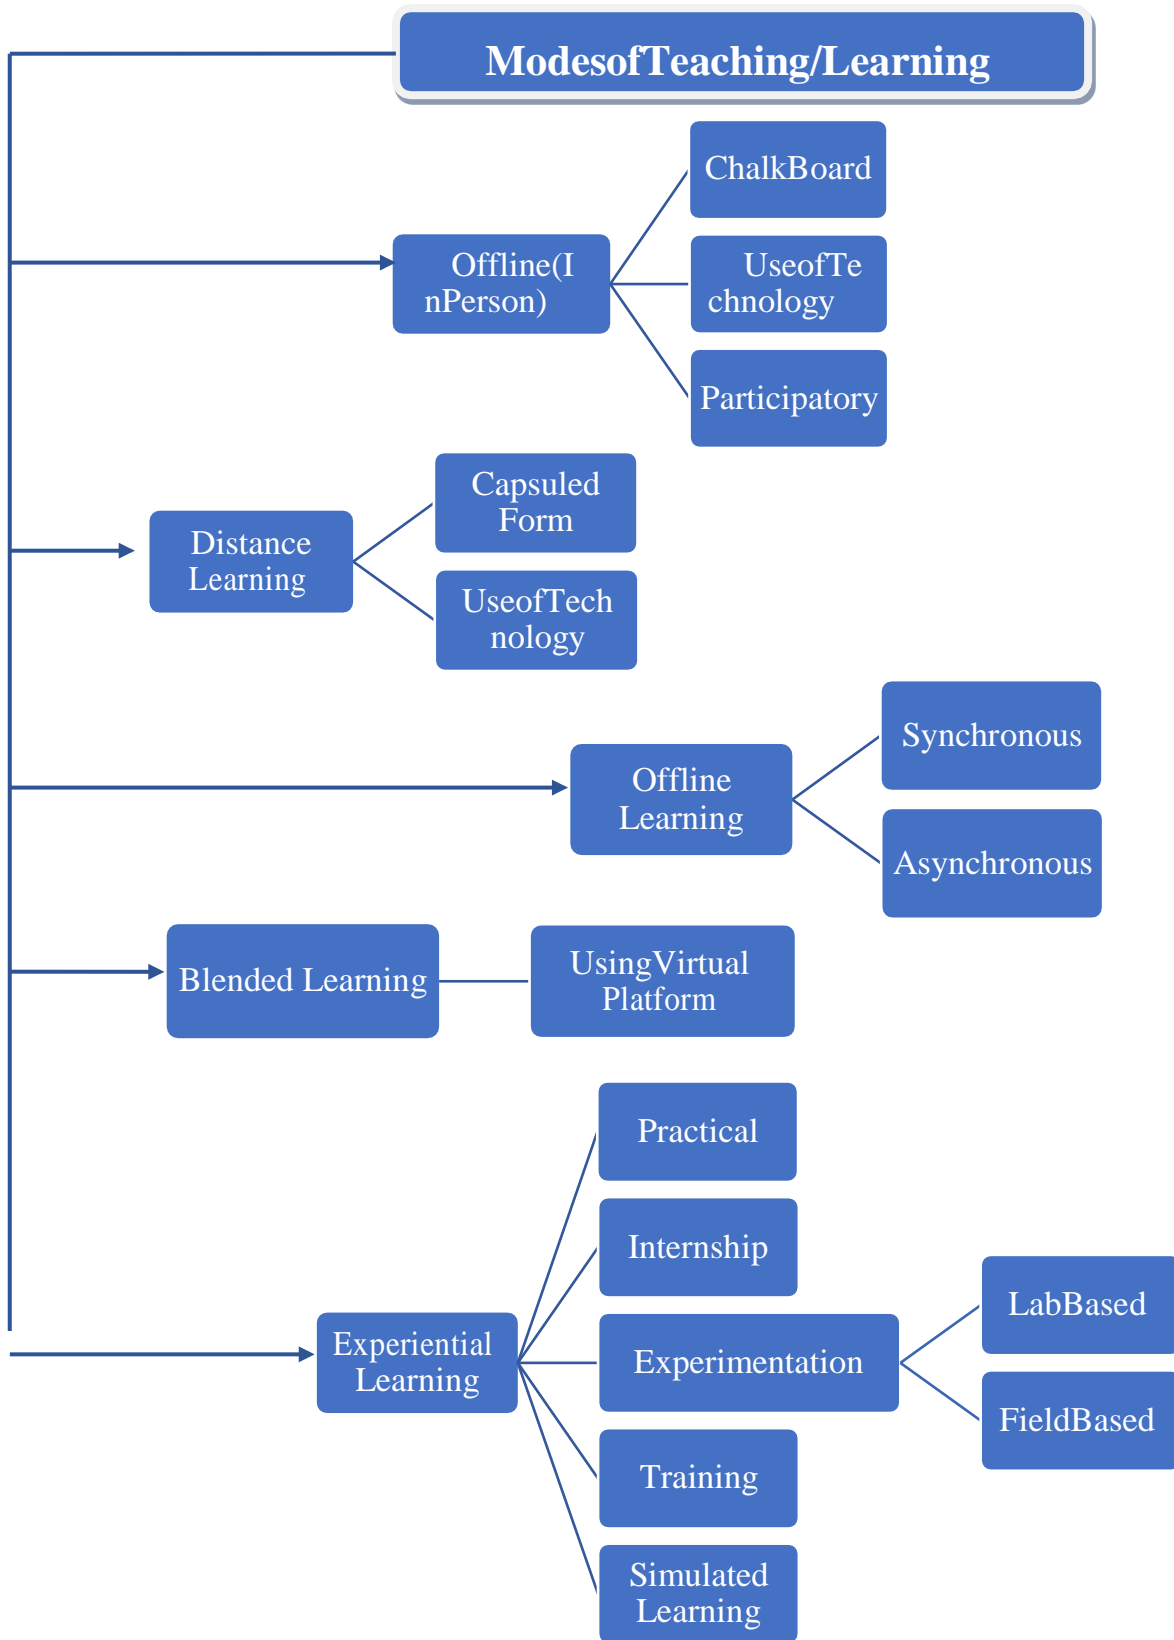 ModesofTeaching/Learning
ChalkBoard
Offline(I
nPerson)
UseofTe
chnology
Participatory
Capsuled
Form
Distance
Learning
UseofTech
nology
Synchronous
Offline
Learning
Asynchronous
Blended Learning
UsingVirtual
Platform
Practical
Internship
LabBased
Experiential
Learning
Experimentation
FieldBased
Training
Simulated
Learning